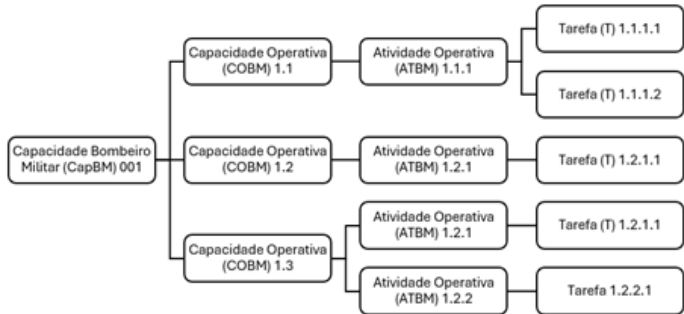 Capacidade Bombeiro
Militar (CapBM) 001
Capacidade Operativa
(COBM) 1.1
Atividade Operativa
(ATBM) 1.1.1
Tarefa (T) 1.1.1.1
Tarefa (T) 1.1.1.2
Capacidade Operativa
(COBM) 1.2
Atividade Operativa
(ATBM) 1.2.1
Tarefa (T) 1.2.1.1
Capacidade Operativa
(COBM) 1.3
Atividade Operativa
(ATBM) 1.2.1
Tarefa (T) 1.2.1.1
Atividade Operativa
(ATBM) 1.2.2
Tarefa 1.2.2.1